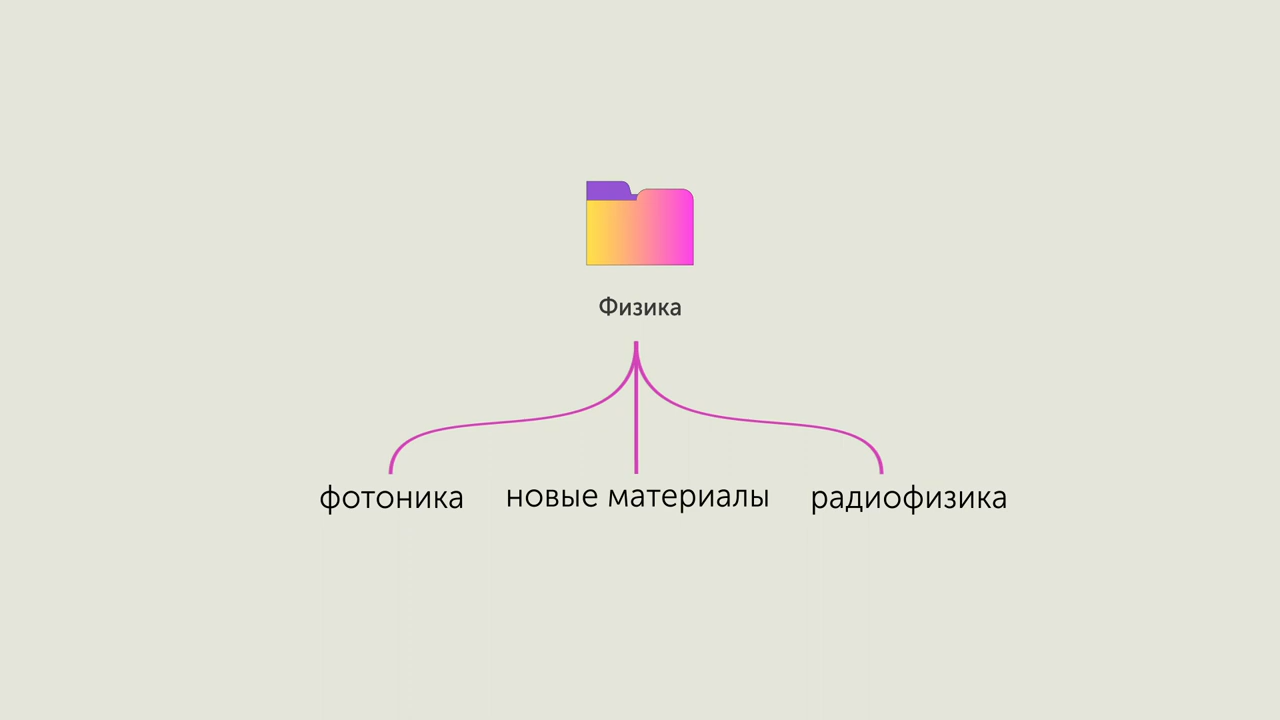 Физика
фотоника
новые материалы
радиофизика